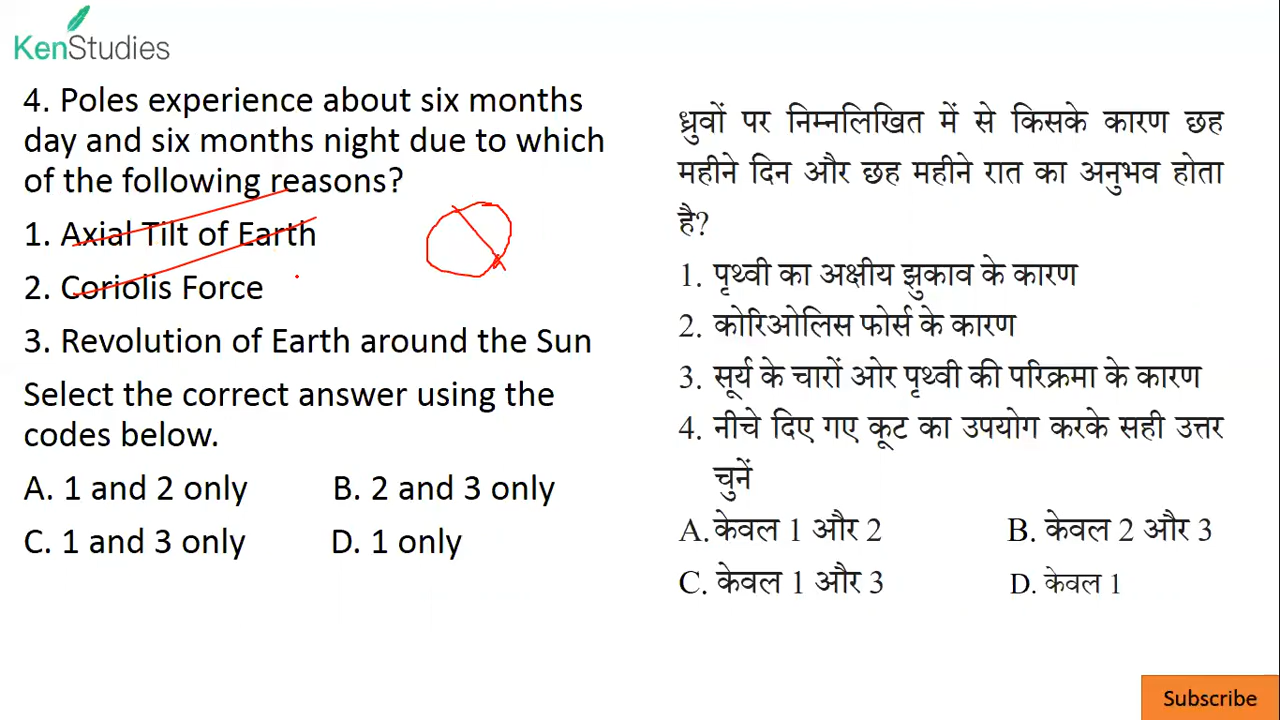 KenStudies
4. Poles experience about six months
day and six months night due to which
of the following reasons?
1. Axial Tilt of Earth
2. Coriolis Force
3. Revolution of Earth around the Sun
Select the correct answer using the
codes below.
A. 1 and 2 only B. 2 and 3 only
C. 1 and 3 only D. 1 only
ध्रुवों पर निम्नलिखित में से किसके कारण छह
महीने दिन और छह महीने रात का अनुभव होता
है?
1. पृथ्वी का अक्षीय झुकाव के कारण
2. कोरिओलिस फोर्स के कारण
3. सूर्य के चारों ओर पृथ्वी की परिक्रमा के कारण
4. नीचे दिए गए कूट का उपयोग करके सही उत्तर
चुनें
A. केवल 1 और 2 B. केवल 2 और 3
C. केवल 1 और 3 D. केवल 1
Subscribe